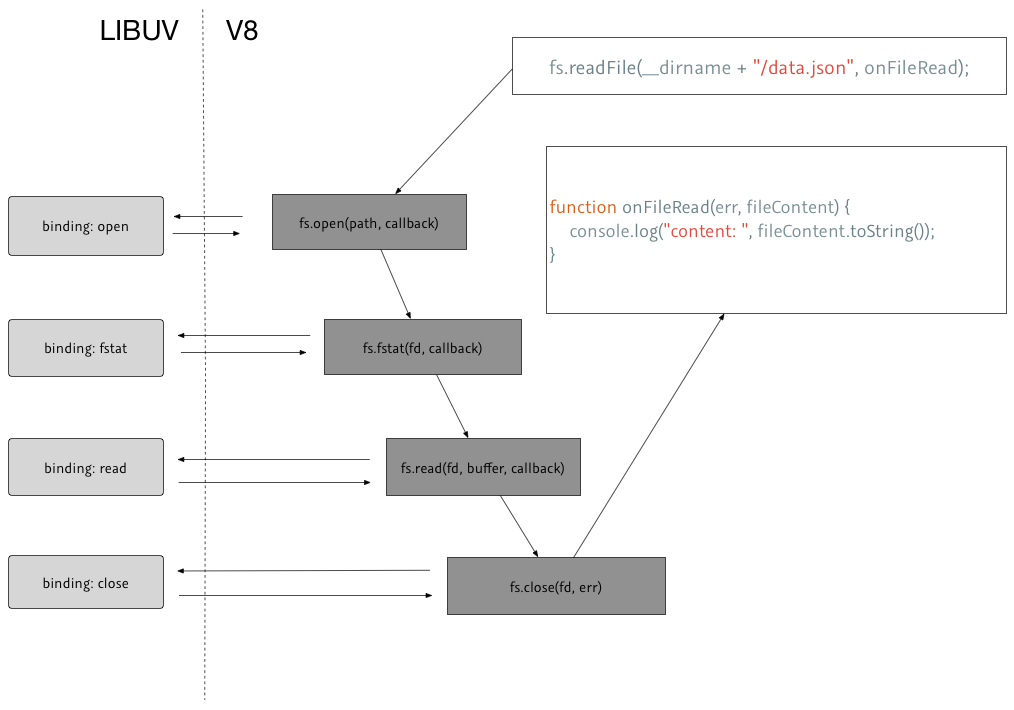 LIBUV
V8
fs.readFile(__dirname + "/data.json", onFileRead);
function onFileRead(err, fileContent) {
console.log("content: ", fileContent.toString());
}
binding: open
fs.open(path, callback)
binding: fstat
fs.fstat(fd, callback)
binding: read
fs.read(fd, buffer, callback)
binding: close
fs.close(fd, err)